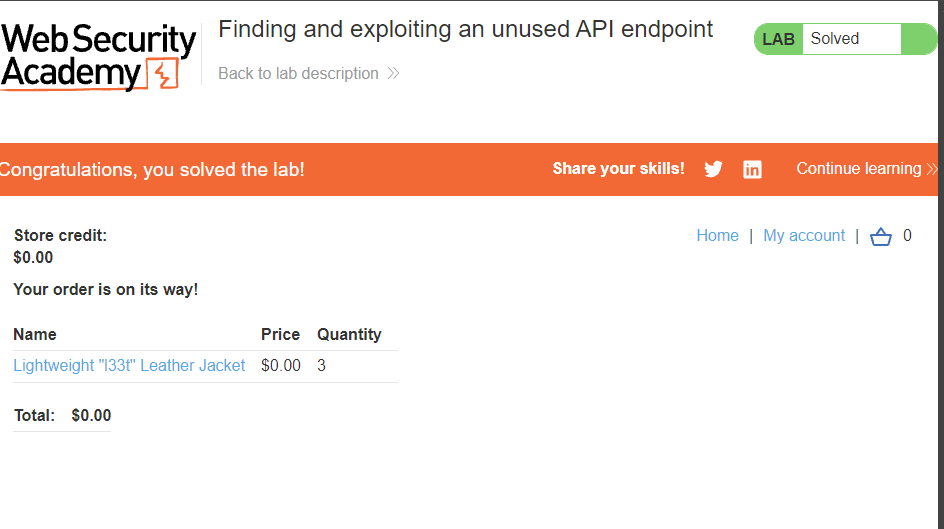 Web Security
Academy
Finding and exploiting an unused API endpoint
Back to lab description
LAB Solved
Congratulations, you solved the lab!
Share your skills!
Continue learning
Store credit:
$0.00
Home | My account | 0
Your order is on its way!
Name Price Quantity
Lightweight "l33t" Leather Jacket $0.00 3
Total: $0.00